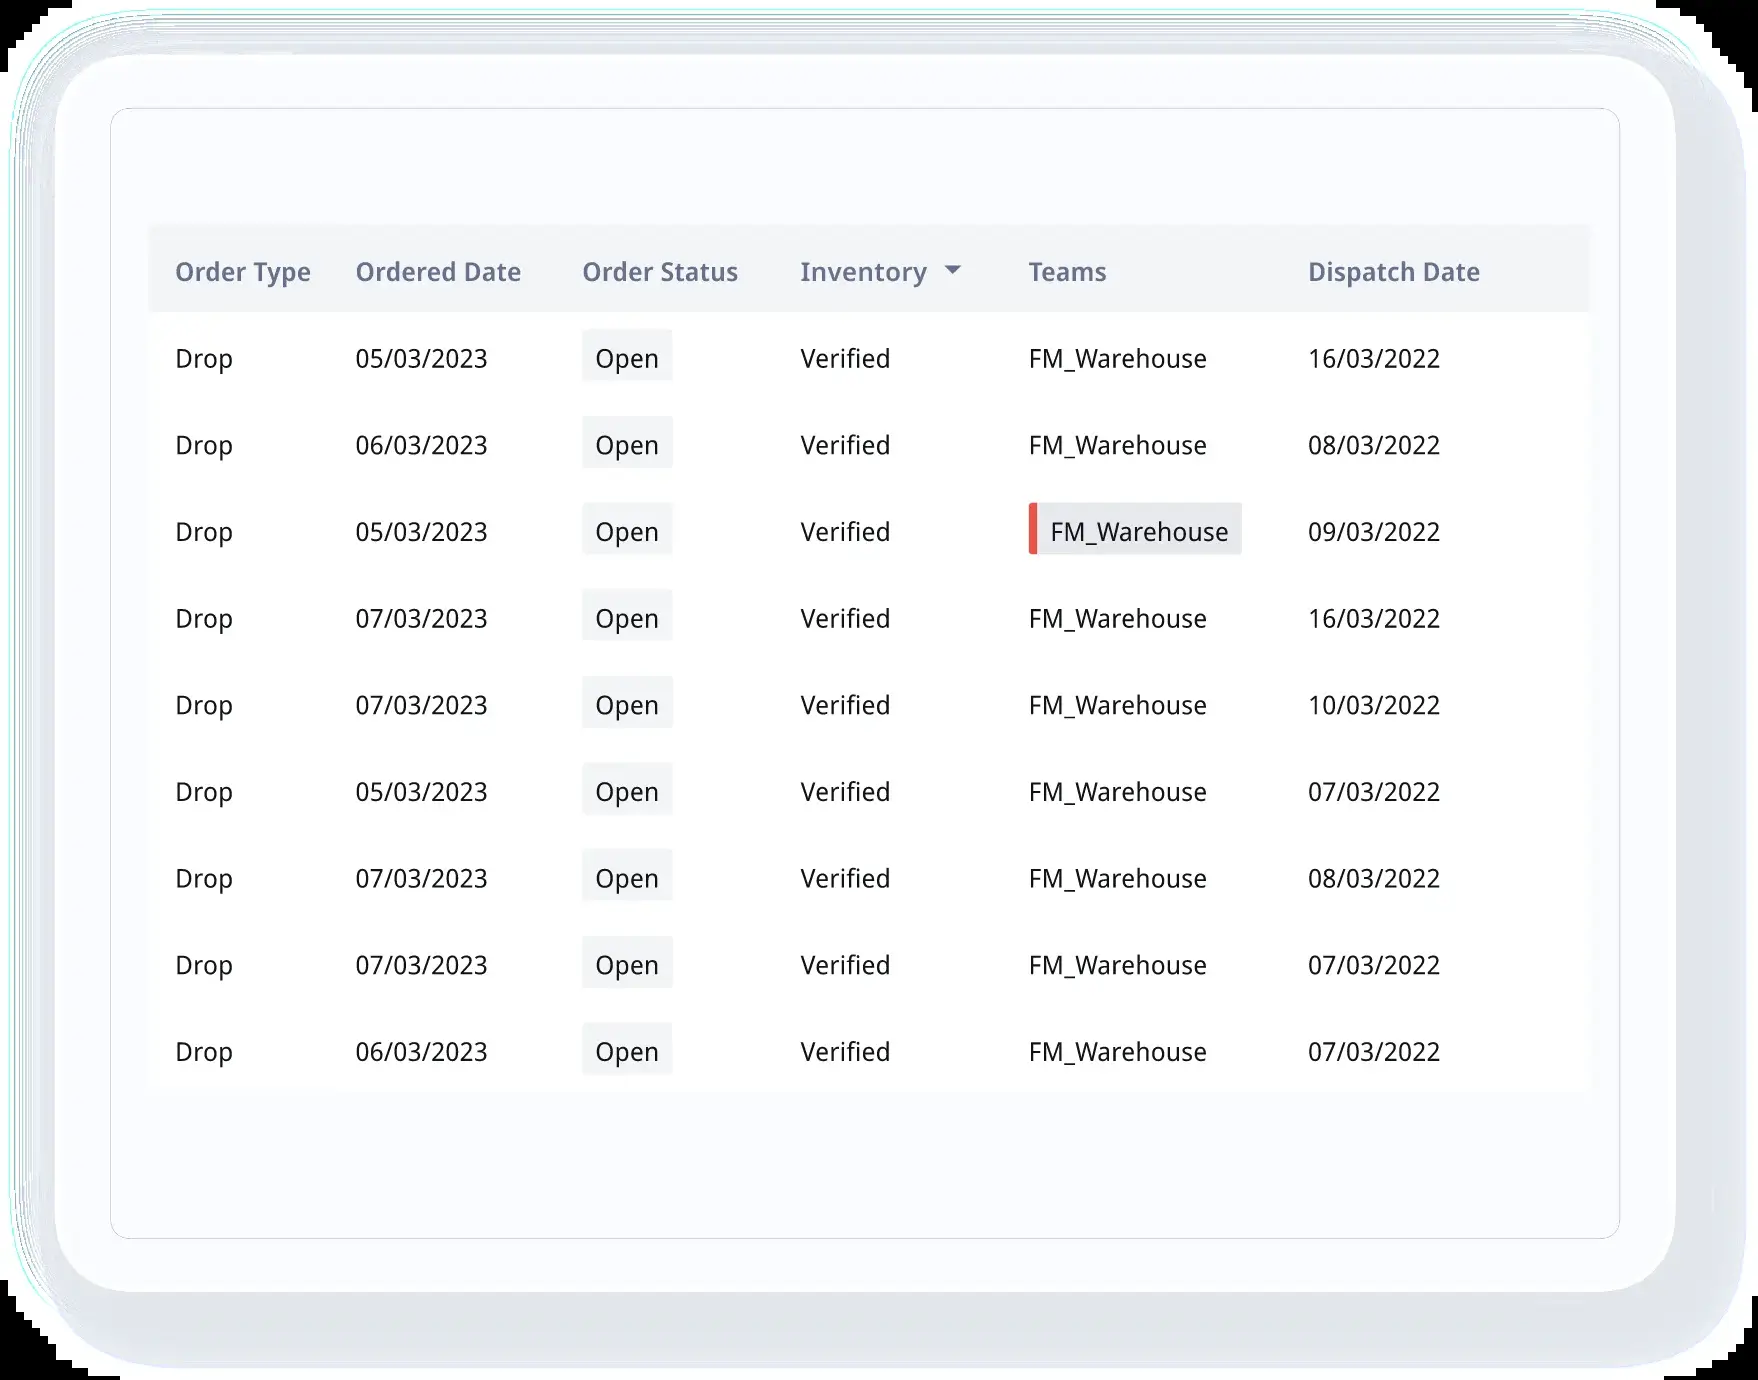 Order Type Ordered Date Order Status Inventory Teams Dispatch Date
Drop 05/03/2023 Open Verified FM_Warehouse 16/03/2022
Drop 06/03/2023 Open Verified FM_Warehouse 08/03/2022
Drop 05/03/2023 Open Verified FM_Warehouse 09/03/2022
Drop 07/03/2023 Open Verified FM_Warehouse 16/03/2022
Drop 07/03/2023 Open Verified FM_Warehouse 10/03/2022
Drop 05/03/2023 Open Verified FM_Warehouse 07/03/2022
Drop 07/03/2023 Open Verified FM_Warehouse 08/03/2022
Drop 07/03/2023 Open Verified FM_Warehouse 07/03/2022
Drop 06/03/2023 Open Verified FM_Warehouse 07/03/2022